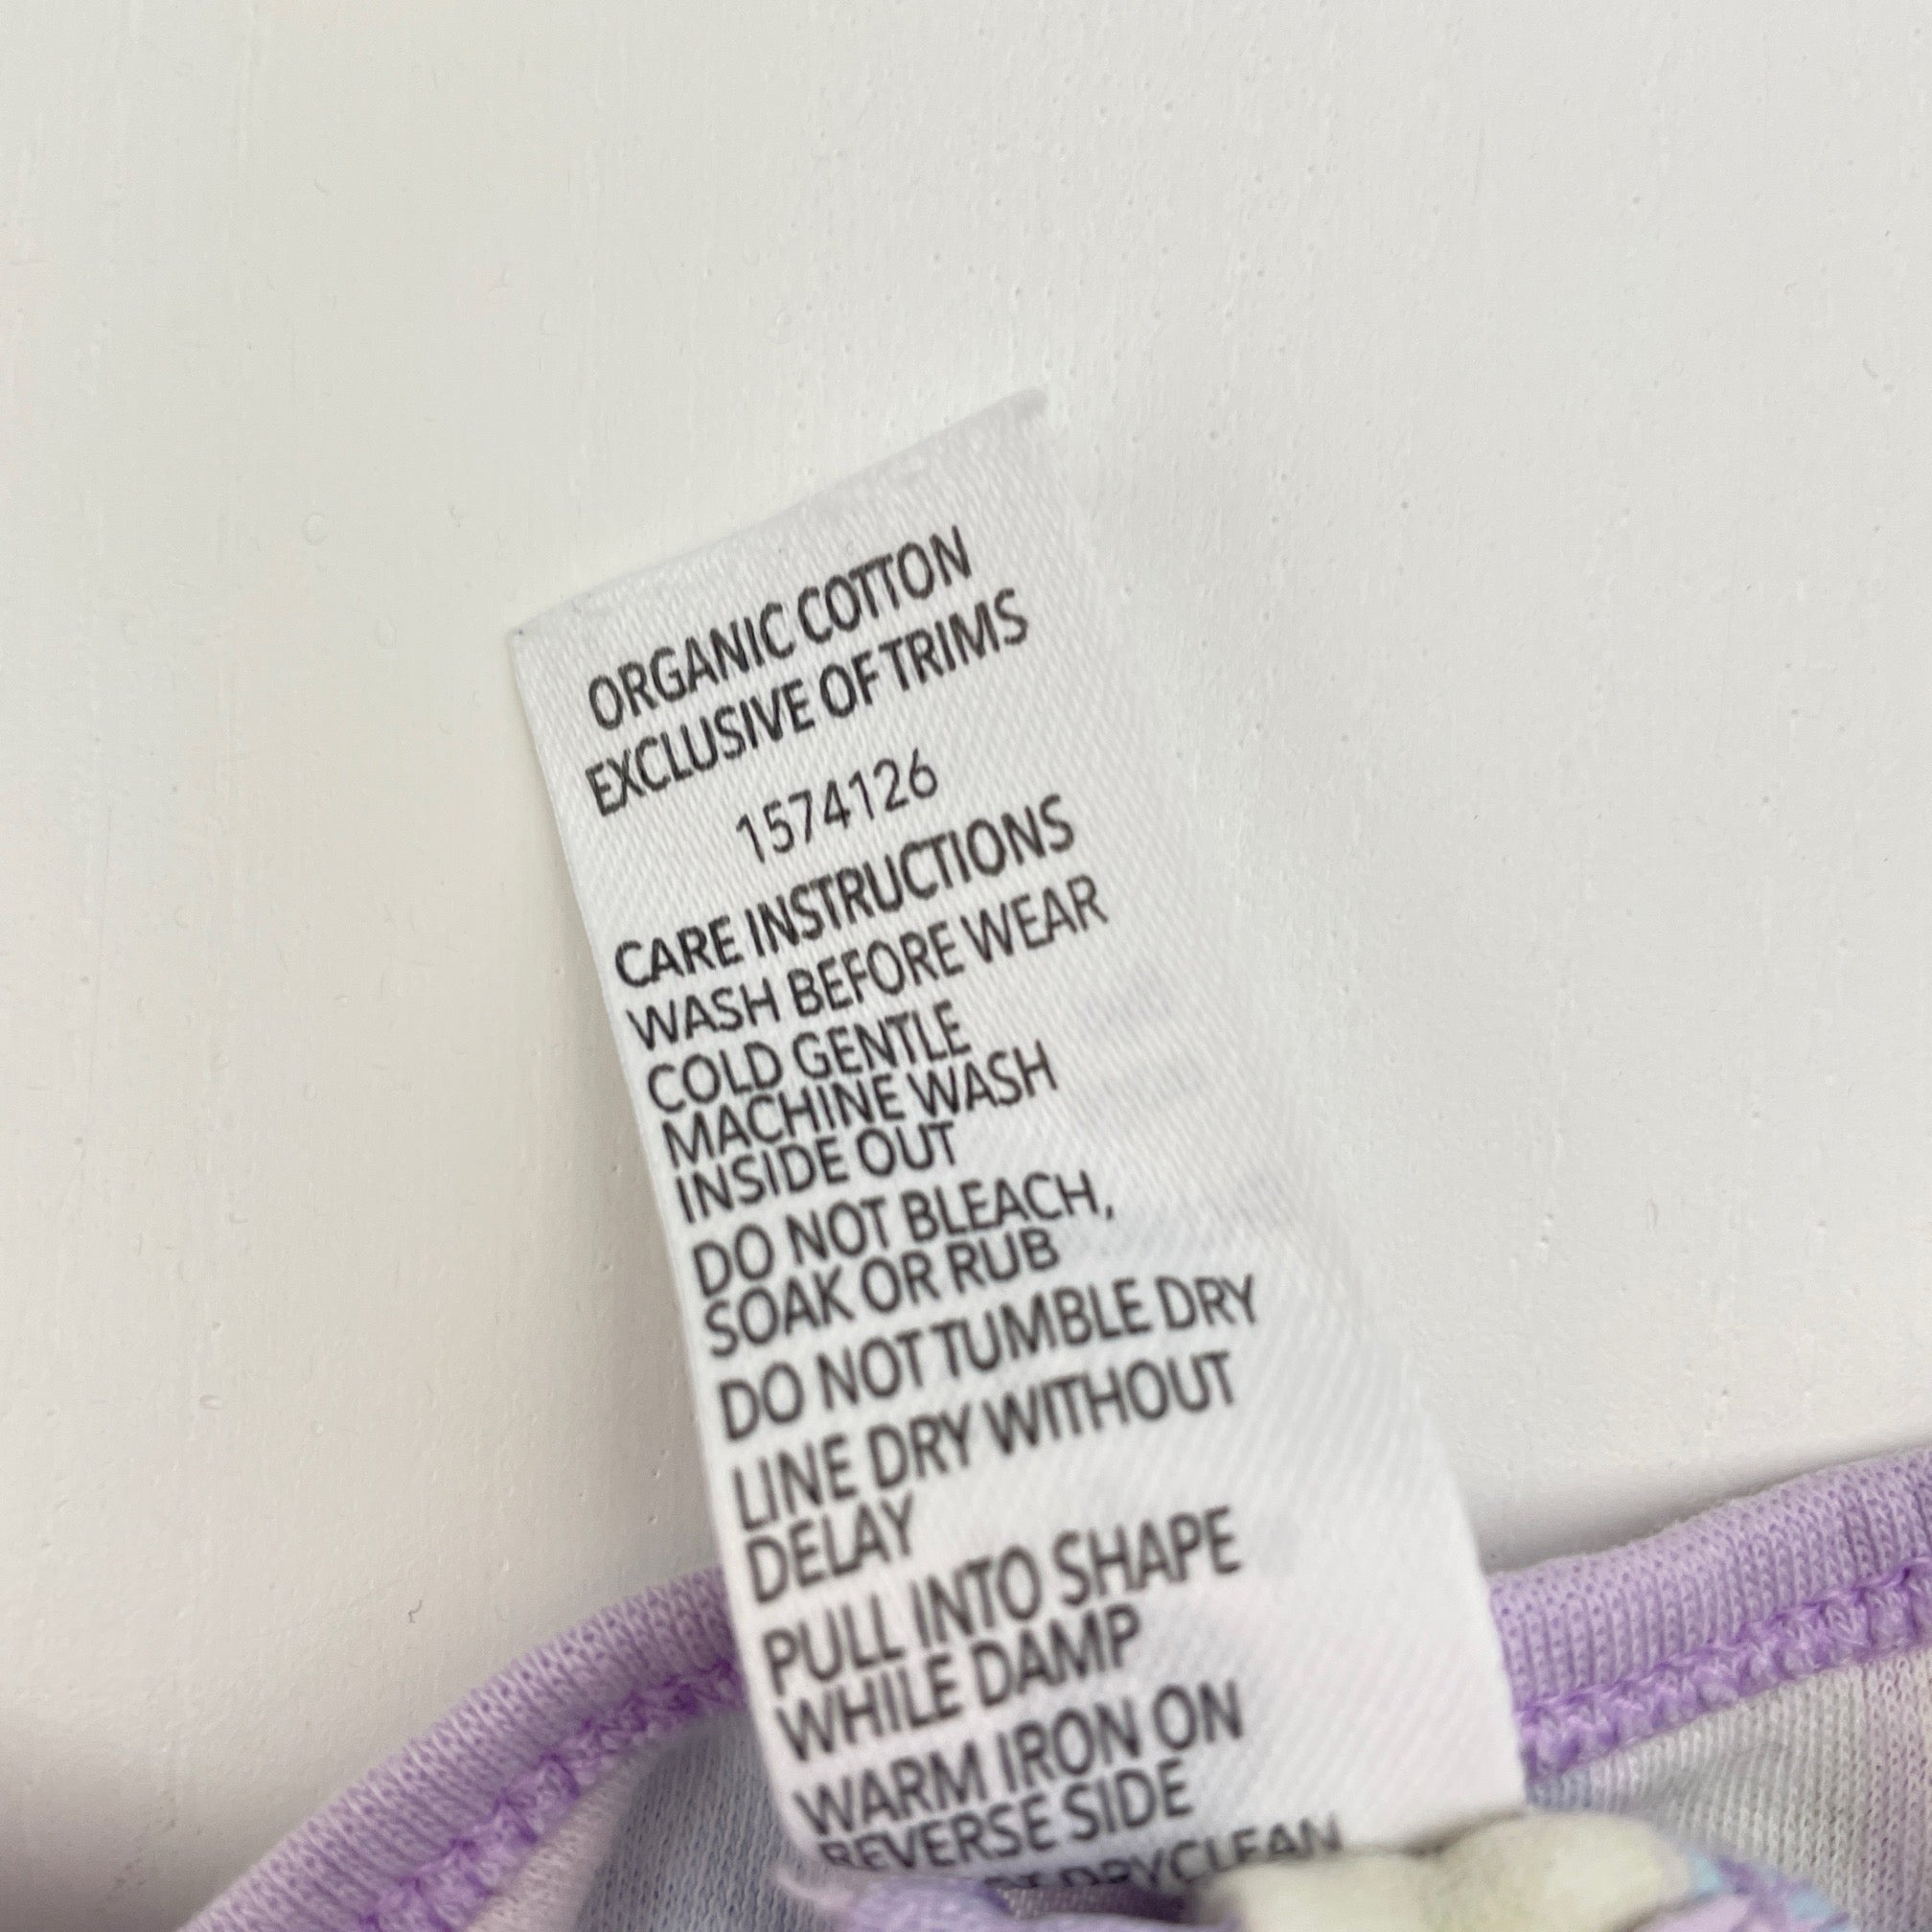 ORGANIC COTTON
EXCLUSIVE OF TRIMS
1574126
CARE INSTRUCTIONS
WASH BEFORE WEAR
COLD GENTLE
MACHINE WASH
INSIDE OUT
DO NOT BLEACH,
SOAK OR RUB
DO NOT TUMBLE DRY
LINE DRY WITHOUT
DELAY
PULL INTO SHAPE
WHILE DAMP
WARM IRON ON
REVERSE SIDE
DRYCLEAN